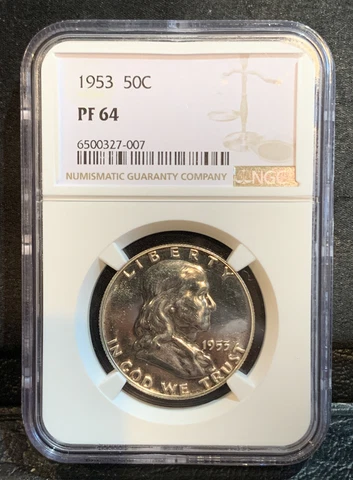 1953 50C
PF 64
6500327-007
NUMISMATIC GUARANTY COMPANY
NGC
LIBERTY
1953
IN GOD WE TRUST